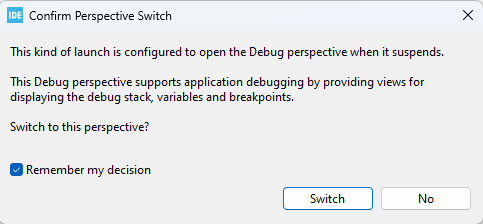 IDE Confirm Perspective Switch
This kind of launch is configured to open the Debug perspective when it suspends.
This Debug perspective supports application debugging by providing views for
displaying the debug stack, variables and breakpoints.
Switch to this perspective?
Remember my decision
Switch No